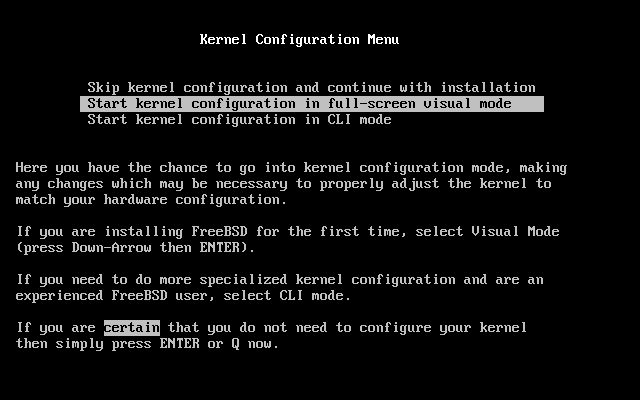 Kernel Configuration Menu
Skip kernel configuration and continue with installation
Start kernel configuration in full-screen visual mode
Start kernel configuration in CLI mode
Here you have the chance to go into kernel configuration mode, making
any changes which may be necessary to properly adjust the kernel to
match your hardware configuration.
If you are installing FreeBSD for the first time, select Visual Mode
(press Down-Arrow then ENTER).
If you need to do more specialized kernel configuration and are an
experienced FreeBSD user, select CLI mode.
If you are certain that you do not need to configure your kernel
then simply press ENTER or Q now.